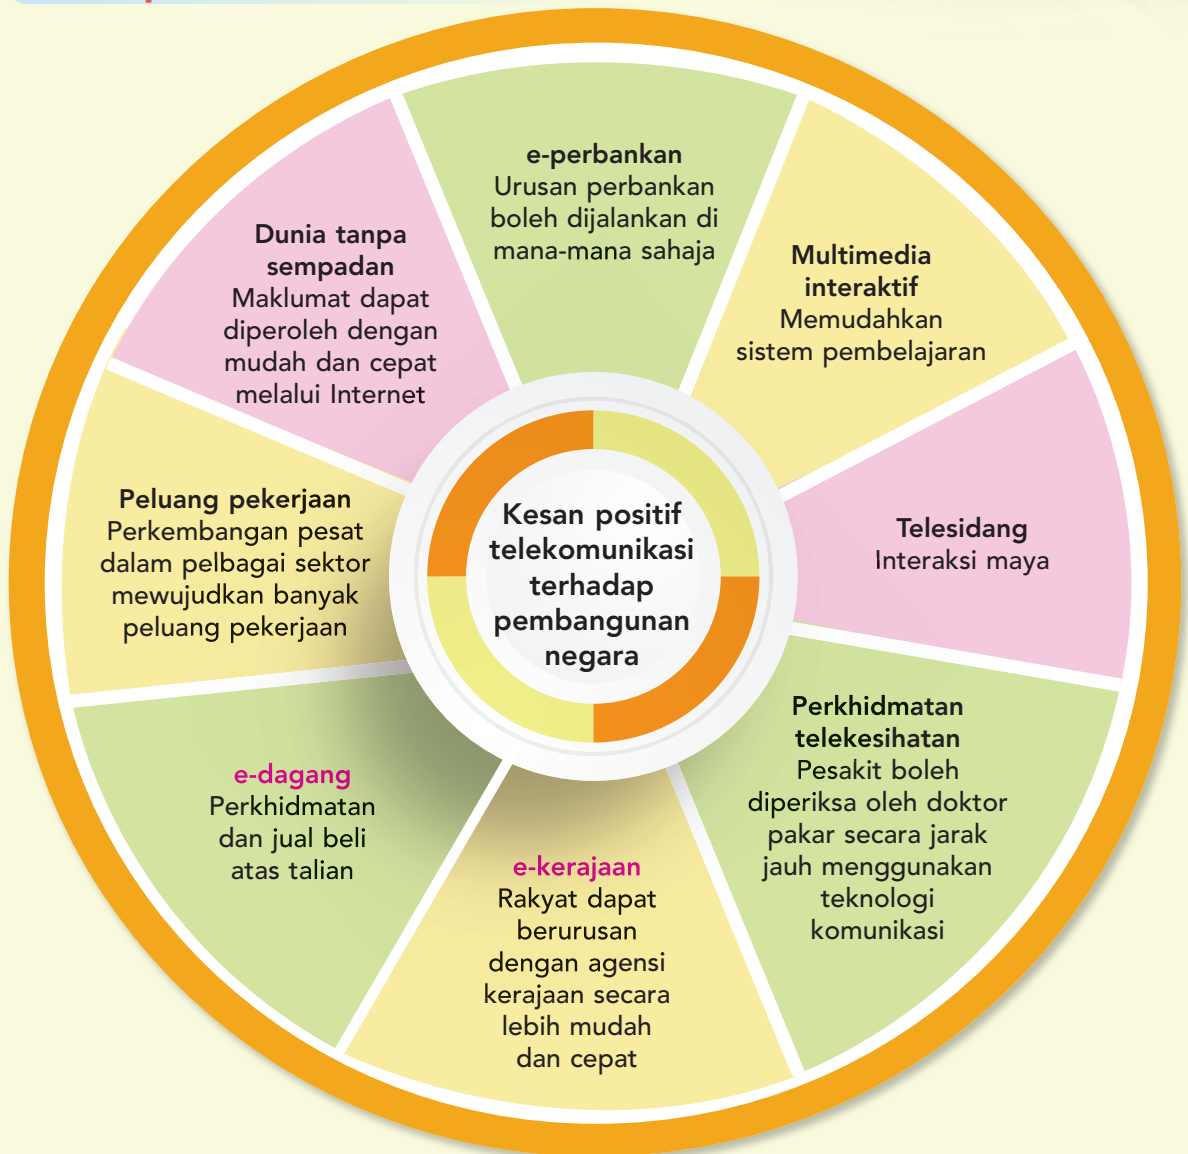 Kesan positif
telekomunikasi
terhadap
pembangunan
negara
e-perbankan
Urusan perbankan
boleh dijalankan di
mana-mana sahaja
Multimedia
interaktif
Memudahkan
sistem pembelajaran
Telesidang
Interaksi maya
Perkhidmatan
telekesihatan
Pesakit boleh
diperiksa oleh doktor
pakar secara jarak
jauh menggunakan
teknologi
komunikasi
e-kerajaan
Rakyat dapat
berurusan
dengan agensi
kerajaan secara
lebih mudah
dan cepat
e-dagang
Perkhidmatan
dan jual beli
atas talian
Peluang pekerjaan
Perkembangan pesat
dalam pelbagai sektor
mewujudkan banyak
peluang pekerjaan
Dunia tanpa
sempadan
Maklumat dapat
diperoleh dengan
mudah dan cepat
melalui Internet